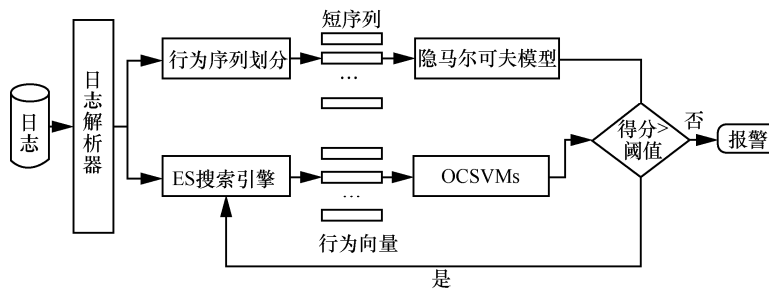 短序列
行为序列划分
…
隐马尔可夫模型
日志
日志解析器
得分>
阈值
否
报警
ES搜索引擎
…
OCSVMs
行为向量
是